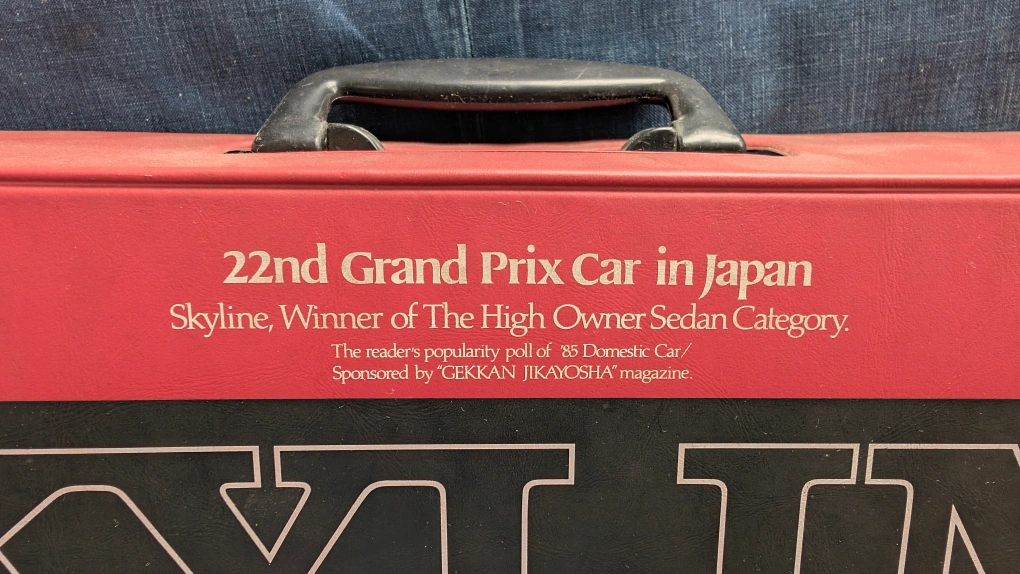 22nd Grand Prix Car in Japan
Skyline, Winner of The High Owner Sedan Category.
The reader's popularity poll of '85 Domestic Car/
Sponsored by "GEKKAN JIKAYOSHA" magazine.